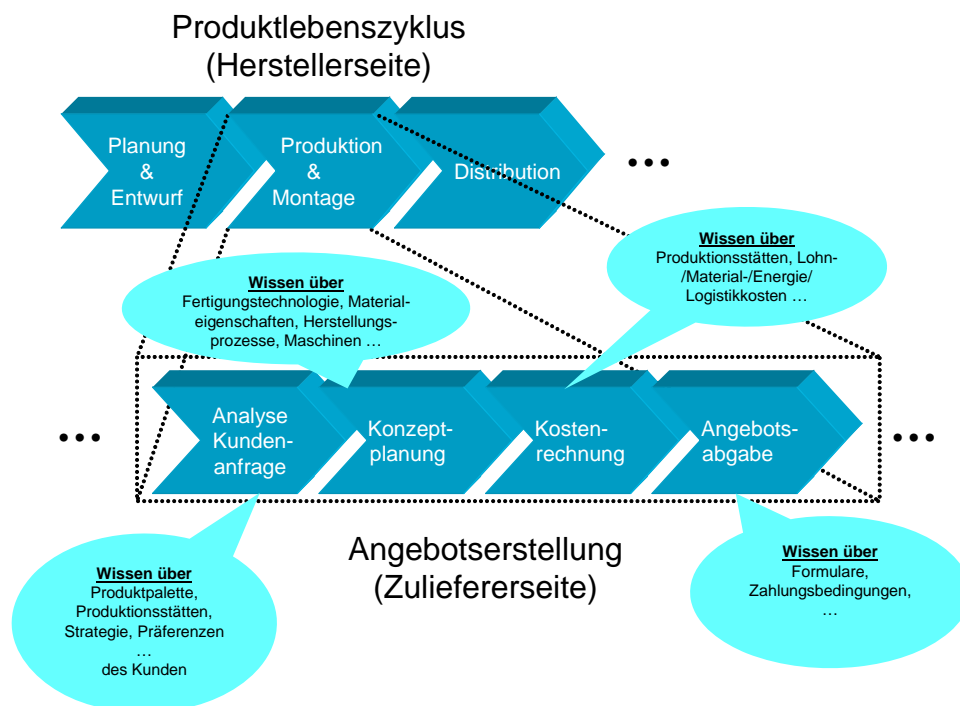 Produktlebenszyklus
(Herstellerseite)
Planung
&
Entwurf
Produktion
&
Montage
Distribution
...
Wissen über
Produktionsstätten, Lohn-
/Material-/Energie/
Logistikkosten ...
Wissen über
Fertigungstechnologie, Material-
eigenschaften, Herstellungs-
prozesse, Maschinen ...
...
Analyse
Kunden-
anfrage
Konzept-
planung
Kosten-
rechnung
Angebots-
abgabe
...
Angebotserstellung
(Zuliefererseite)
Wissen über
Produktpalette,
Produktionsstätten,
Strategie, Präferenzen
...
des Kunden
Wissen über
Formulare,
Zahlungsbedingungen,
...